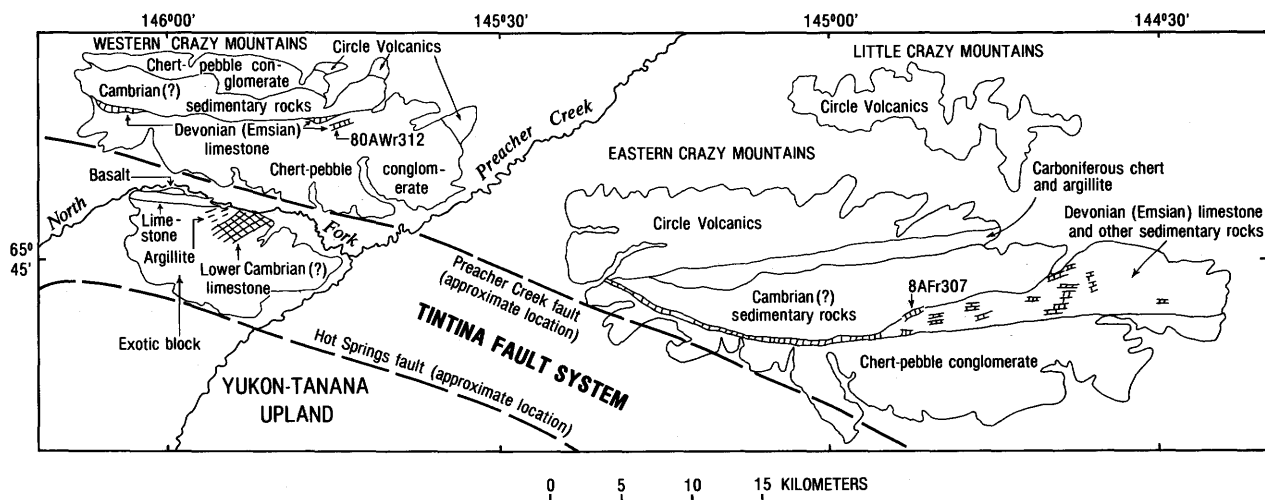 146°00'
145°30'
145°00'
144°30'
WESTERN CRAZY MOUNTAINS
Chert-pebble con-
glomerate
Circle Volcanics
Cambrian(?)
sedimentary rocks
Devonian (Emsian)
limestone
80AWr312
Preacher Creek
LITTLE CRAZY MOUNTAINS
Circle Volcanics
Basalt
Chert-pebble
conglom-
erate
EASTERN CRAZY MOUNTAINS
Carboniferous chert
and argillite
North
Fork
Lime-
stone
Argillite
Lower Cambrian(?)
limestone
65°
45'
Circle Volcanics
Devonian (Emsian) limestone
and other sedimentary rocks
Preacher Creek fault
(approximate location)
8AFr307
Cambrian(?)
sedimentary rocks
Exotic block
Hot Springs fault (approximate location)
TINTINA FAULT SYSTEM
Chert-pebble conglomerate
YUKON-TANANA
UPLAND
0 5 10 15 KILOMETERS